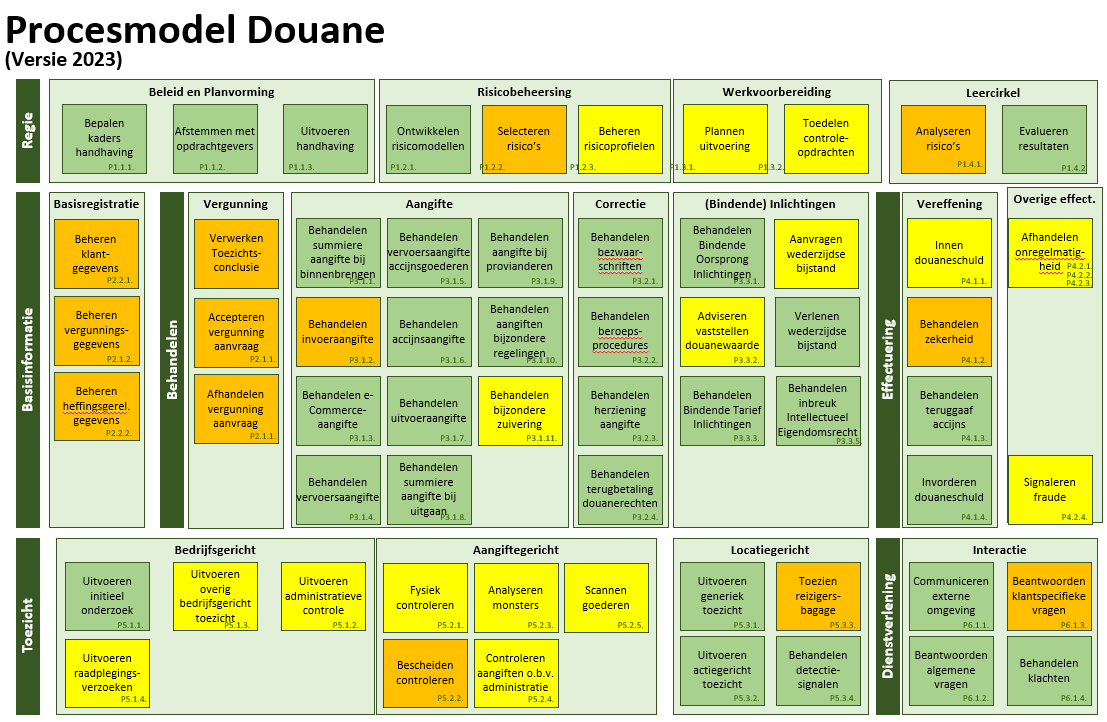 Procesmodel Douane
(Versie 2023)
Regie
Beleid en Planvorming
Bepalen
kaders
handhaving
P1.1.1.
Afstemmen met
opdrachtgevers
P1.1.2.
Uitvoeren
handhaving
P1.1.3.
Risicobeheersing
Ontwikkelen
risicomodellen
P1.2.1.
Selecteren
risico's
P1.2.2.
Beheren
risicoprofielen
P1.2.3.
Werkvoorbereiding
Plannen
uitvoering
P1.3.1.
Toedelen
controle-
opdrachten
P1.3.2.
Leercirkel
Analyseren
risico's
P1.4.1.
Evalueren
resultaten
P1.4.2
Basisinformatie
Basisregistratie
Beheren
klant-
gegevens
P2.2.1.
Beheren
vergunnings-
gegevens
P2.1.2.
Beheren
heffingsgerel.
gegevens
P2.2.2.
Behandelen
Vergunning
Verwerken
Toezichts-
conclusie
Accepteren
vergunning
aanvraag
P2.1.1.
Afhandelen
vergunning
aanvraag
P2.1.1.
Aangifte
Behandelen
summiere
aangifte bij
binnenbrengen
P3.1.1.
Behandelen
vervoersaangifte
accijnsgoederen
P3.1.5.
Behandelen
aangifte bij
provianderen
P3.1.9.
Behandelen
invoeraangifte
P3.1.2.
Behandelen
accijnsaangifte
P3.1.6.
Behandelen
aangiften
bijzondere
regelingen
P3.1.10.
Behandelen e-
Commerce-
aangifte
P3.1.3.
Behandelen
uitvoeraangifte
P3.1.7.
Behandelen
bijzondere
zuivering
P3.1.11.
Behandelen
vervoersaangifte
P3.1.4.
Behandelen
summiere
aangifte bij
uitgaan
P3.1.8.
Correctie
Behandelen
bezwaar-
schriften
P3.2.1.
Behandelen
beroeps-
procedures
P3.2.2.
Behandelen
herziening
aangifte
P3.2.3.
Behandelen
terugbetaling
douanerechten
P3.2.4.
(Bindende) Inlichtingen
Behandelen
Bindende
Oorsprong
Inlichtingen
P3.3.1.
Aanvragen
wederzijdse
bijstand
Adviseren
vaststellen
douanewaarde
P3.3.2.
Verlenen
wederzijdse
bijstand
Behandelen
Bindende Tarief
Inlichtingen
P3.3.3.
Behandelen
inbreuk
Intellectueel
Eigendomsrecht
P3.3.5.
Effectuering
Vereffening
Innen
douaneschuld
P4.1.1.
Behandelen
zekerheid
P4.1.2.
Behandelen
teruggaaf
accijns
P4.1.3.
Invorderen
douaneschuld
P4.1.4.
Overige effect.
Afhandelen
onregelmatig-
heid
P4.2.1.
P4.2.2.
P4.2.3.
Signaleren
fraude
P4.2.4.
Toezicht
Bedrijfsgericht
Uitvoeren
initieel
onderzoek
P5.1.1.
Uitvoeren
overig
bedrijfsgericht
toezicht
P5.1.3.
Uitvoeren
administratieve
controle
P5.1.2.
Uitvoeren
raadplegings-
verzoeken
P5.1.4.
Aangiftegericht
Fysiek
controleren
P5.2.1.
Analyseren
monsters
P5.2.3.
Scannen
goederen
P5.2.5.
Bescheiden
controleren
P5.2.2.
Controleren
aangiften o.b.v.
administratie
P5.2.4.
Locatiegericht
Uitvoeren
generiek
toezicht
P5.3.1.
Toezien
reizigers-
bagage
P5.3.3.
Uitvoeren
actiegericht
toezicht
P5.3.2.
Behandelen
detectie-
signalen
P5.3.4.
Dienstverlening
Interactie
Communiceren
externe
omgeving
P6.1.1.
Beantwoorden
klantspecifieke
vragen
P6.1.3.
Beantwoorden
algemene
vragen
P6.1.2.
Behandelen
klachten
P6.1.4.